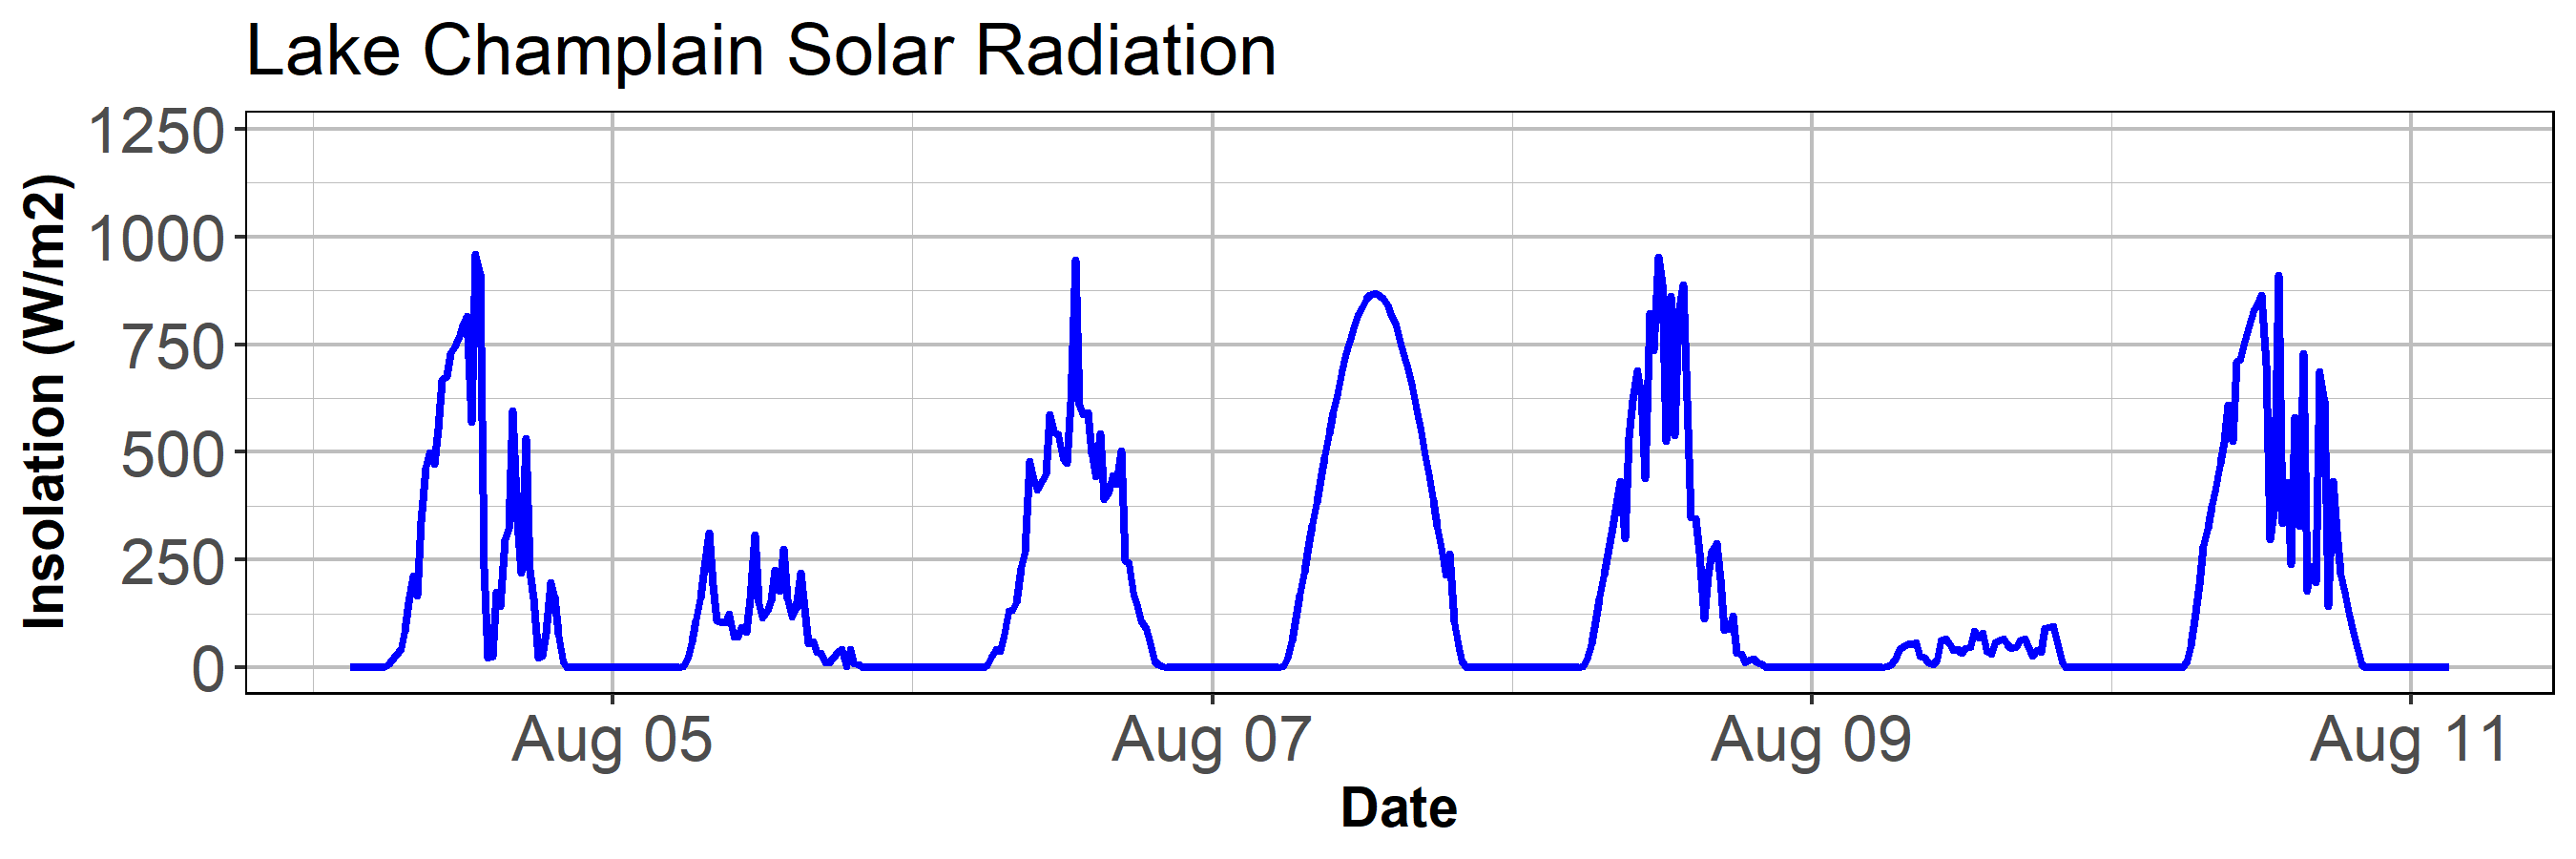 Lake Champlain Solar Radiation
1250
1000
750
500
250
0
Insolation (W/m2)
Aug 05 Aug 07 Aug 09 Aug 11
Date